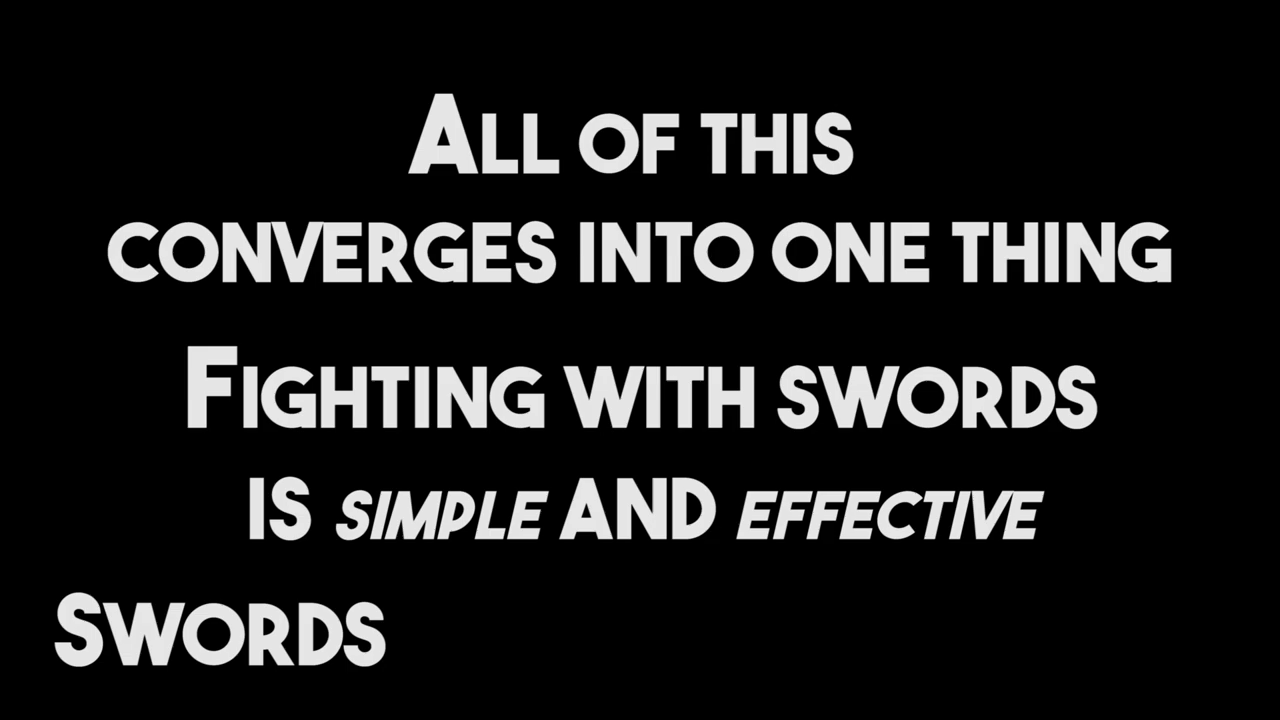 All of this
converges into one thing
Fighting with swords
is simple and effective
Swords